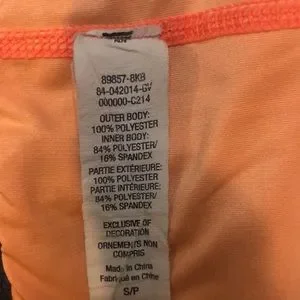 89857-8KB
84-042014-GV
000000-C214
OUTER BODY:
100% POLYESTER
INNER BODY:
84% POLYESTER/
16% SPANDEX
PARTIE EXTÉRIEURE:
100% POLYESTER
PARTIE INTÉRIEURE:
84% POLYESTER/
16% SPANDEX
EXCLUSIVE OF
DECORATION
ORNEMENTS NON
COMPRIS
Made in China
Fabriqué en Chine
S/P